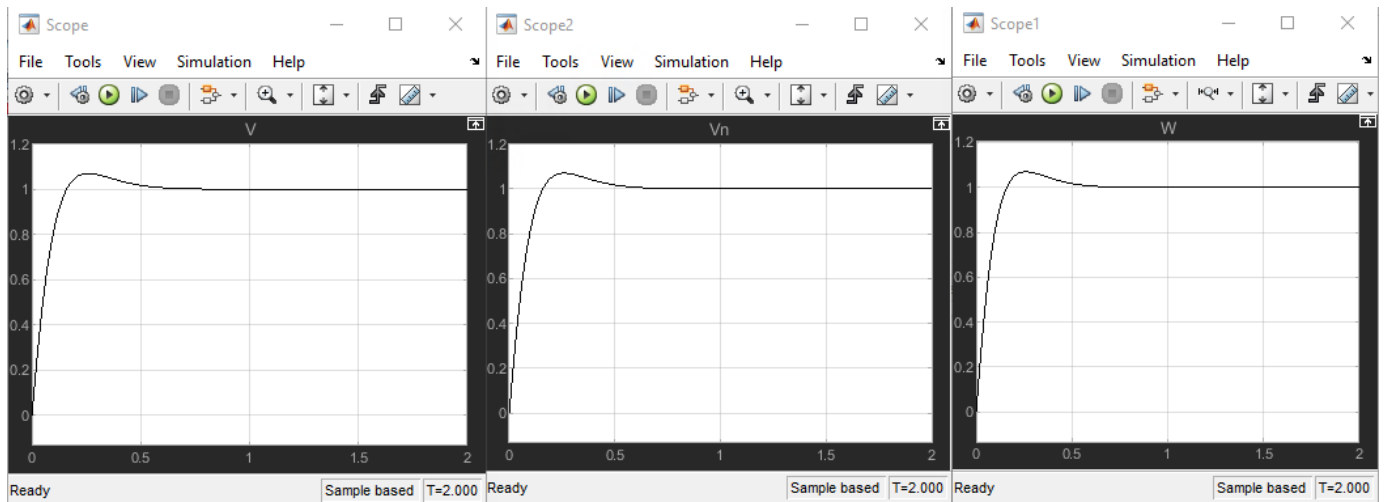 Scope
File Tools View Simulation Help
V
1.2
1
0.8
0.6
0.4
0.2
0
0 0.5 1 1.5 2
Ready Sample based T=2.000
Scope2
File Tools View Simulation Help
Vn
1.2
1
0.8
0.6
0.4
0.2
0
0 0.5 1 1.5 2
Ready Sample based T=2.000
Scope1
File Tools View Simulation Help
W
1.2
1
0.8
0.6
0.4
0.2
0
0 0.5 1 1.5 2
Ready Sample based T=2.000